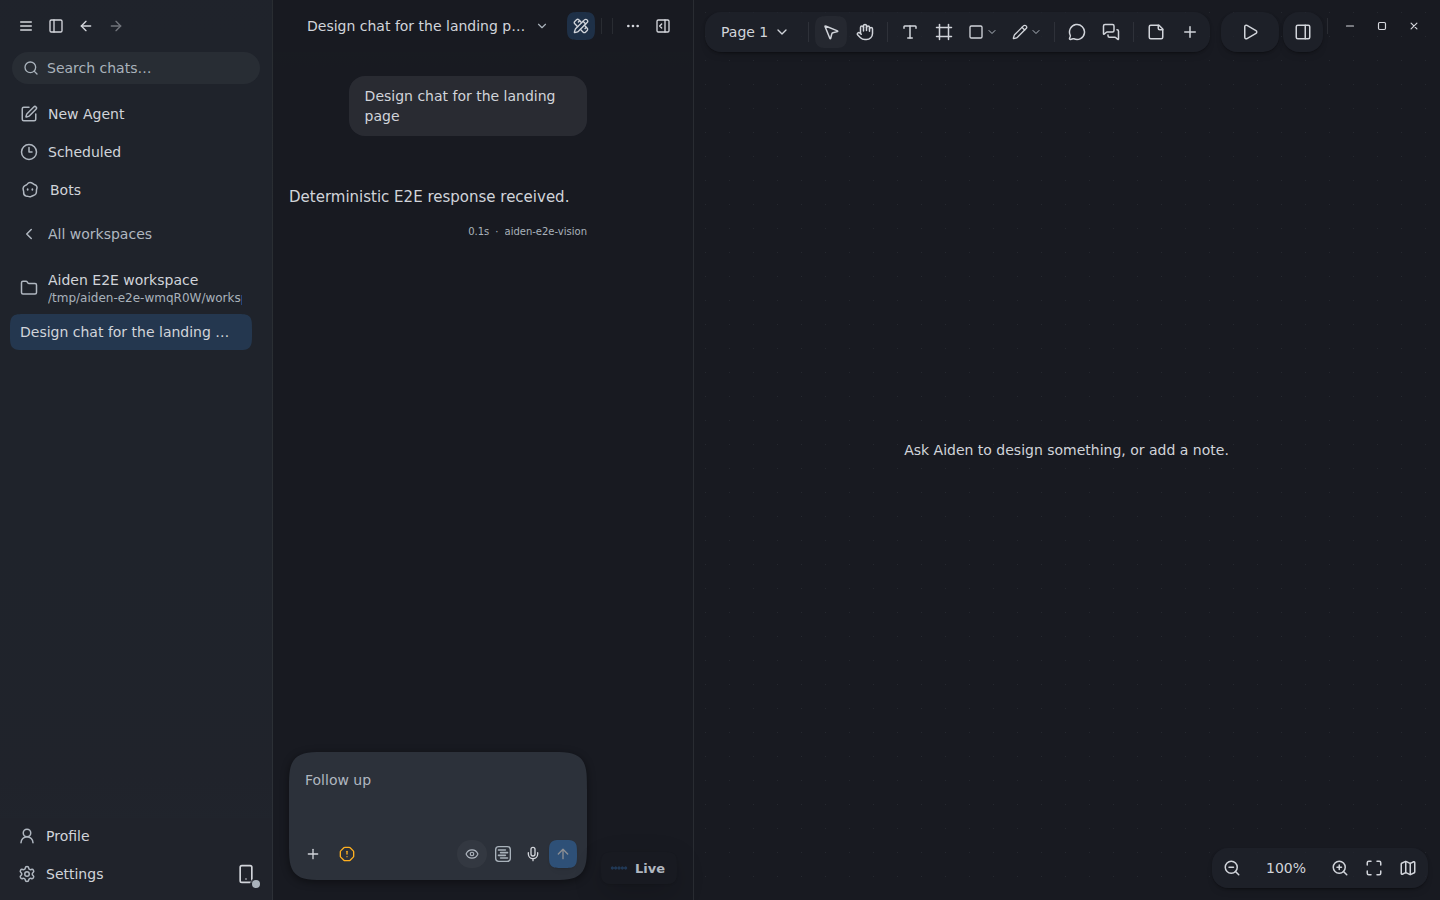 Search chats...
New Agent
Scheduled
Bots
All workspaces
Aiden E2E workspace
/tmp/aiden-e2e-wmqR0W/works
Design chat for the landing ...
Profile
Settings
Design chat for the landing p...
Design chat for the landing
page
Deterministic E2E response received.
0.1s · aiden-e2e-vision
Follow up
Live
Page 1
Ask Aiden to design something, or add a note.
100%